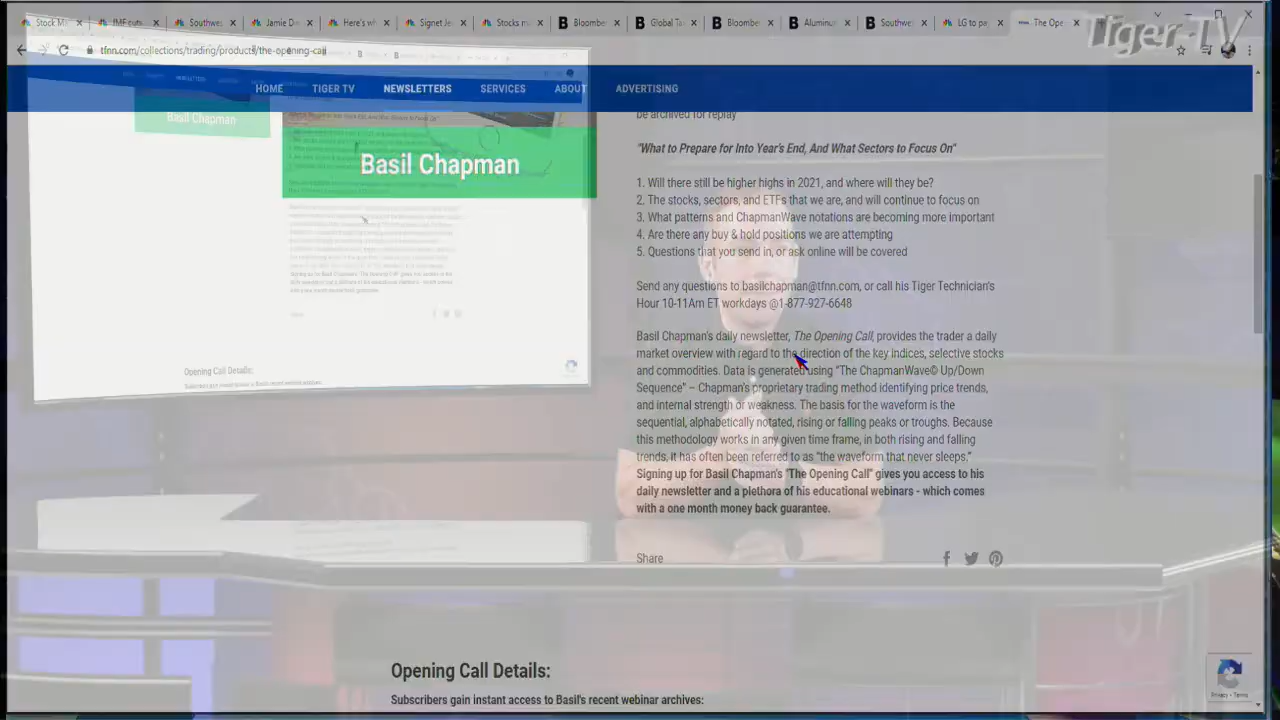 Stock M
IMF cuts
Southwes
Jamie D
Here's wh
Signet Je
Stocks m
Bloomber
Global Ta
Bloomber
Aluminu
Southwe
LG to pa
The Ope
Tiger-TV
tfnn.com/collections/trading/products/the-opening-call
HOME TIGER TV NEWSLETTERS SERVICES ABOUT ADVERTISING
Basil Chapman
Basil Chapman
be archived for replay
"What to Prepare for Into Year's End, And What Sectors to Focus On"
1. Will there still be higher highs in 2021, and where will they be?
2. The stocks, sectors, and ETFs that we are, and will continue to focus on
3. What patterns and ChapmanWave notations are becoming more important
4. Are there any buy & hold positions we are attempting
5. Questions that you send in, or ask online will be covered
Send any questions to basilchapman@tfnn.com, or call his Tiger Technician's
Hour 10-11Am ET workdays @1-877-927-6648
Basil Chapman's daily newsletter, The Opening Call, provides the trader a daily
market overview with regard to the direction of the key indices, selective stocks
and commodities. Data is generated using “The ChapmanWave© Up/Down
Sequence” – Chapman's proprietary trading method identifying price trends,
and internal strength or weakness. The basis for the waveform is the
sequential, alphabetically notated, rising or falling peaks or troughs. Because
this methodology works in any given time frame, in both rising and falling
trends, it has often been referred to as “the waveform that never sleeps.”
Signing up for Basil Chapman's "The Opening Call" gives you access to his
daily newsletter and a plethora of his educational webinars - which comes
with a one month money back guarantee.
Share
Opening Call Details:
Opening Call Details:
Subscribers gain instant access to Basil's recent webinar archives:
Privacy - Terms